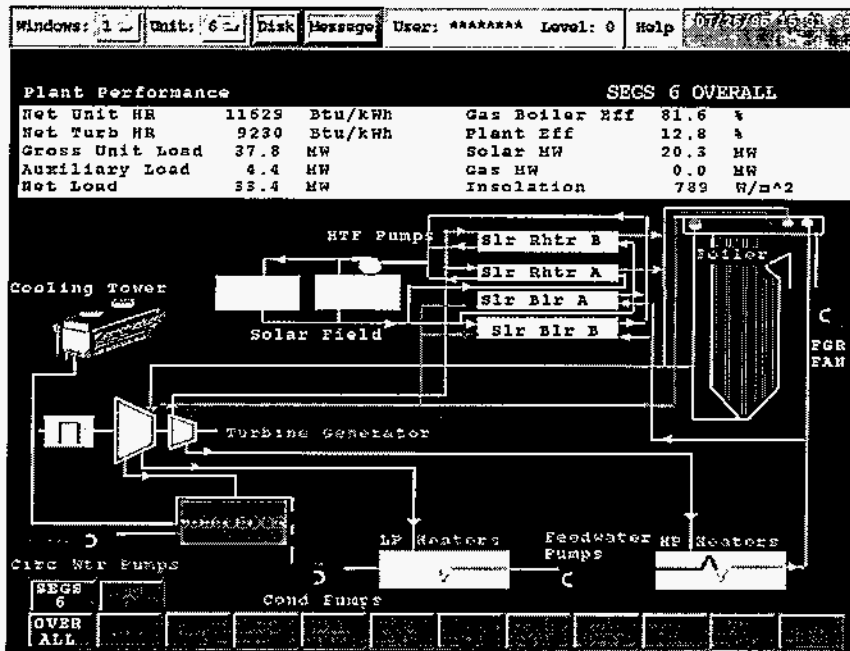 Windows: 1 Unit: 6 Disk Message User: ******** Level: 0 Help
Plant Performance SEGS 6 OVERALL
Net Unit HR 11629 Btu/kWh Gas Boiler Eff 81.6 %
Net Turb HR 9230 Btu/kWh Plant Eff 12.8 %
Gross Unit Load 37.8 MW Solar MW 20.3 MW
Auxiliary Load 4.4 MW Gas MW 0.0 MW
Net Load 33.4 MW Insolation 789 W/m^2
HTF Pumps
Slr Rhtr B
Slr Rhtr A
Slr Blr A
Slr Blr B
Boiler
Cooling Tower
Solar Field
FGR
FAN
Turbine Generator
LP Heaters
Feedwater
Pumps
HP Heaters
Circ Wtr Pumps
Cond Pumps
SEGS
6
OVER
ALL